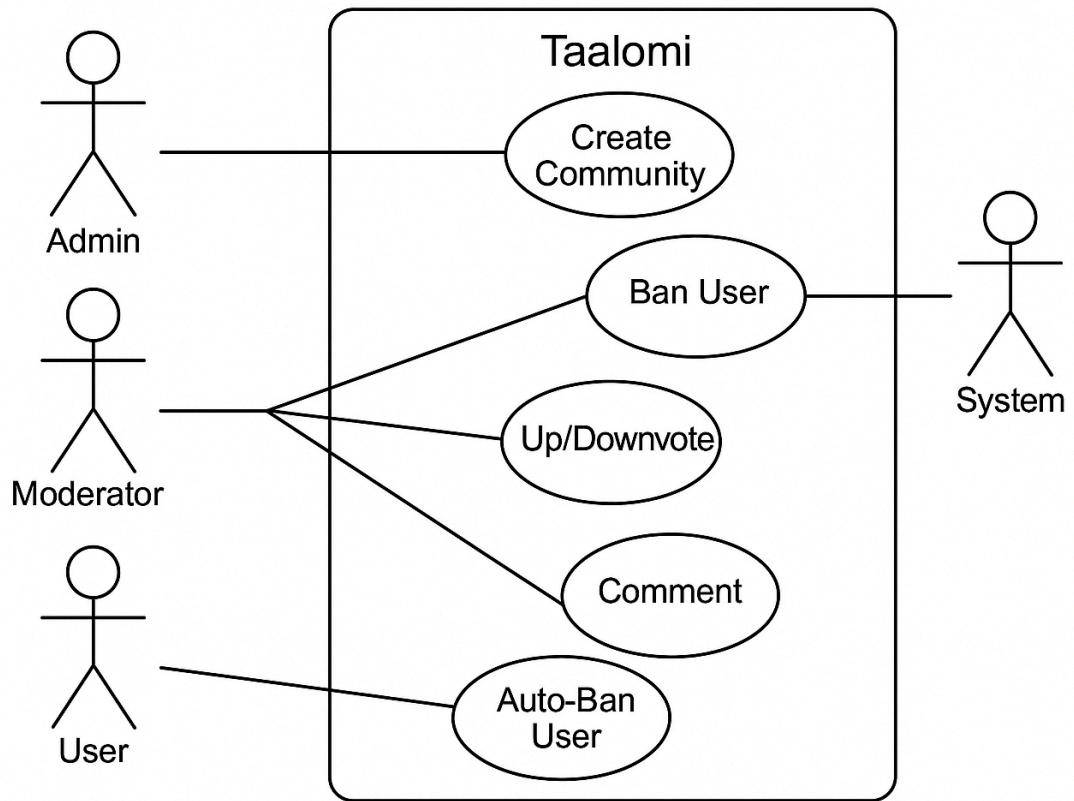 Taalomi
Create
Community
Admin
Ban User
System
Up/Downvote
Moderator
Comment
Auto-Ban
User
User